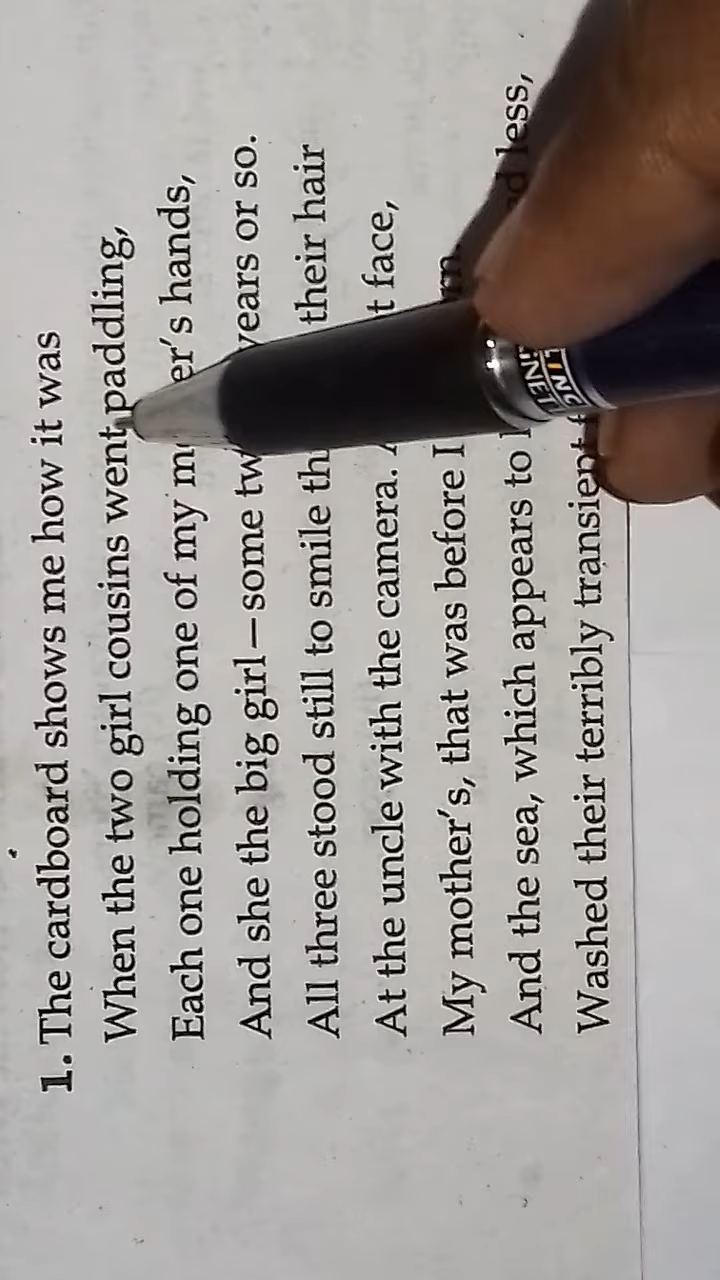 1. The cardboard shows me how it was
When the two girl cousins went paddling,
Each one holding one of my m er's hands,
And she the big girl—some tw years or so.
All three stood still to smile th their hair
At the uncle with the camera. t face,
My mother's, that was before I rn.
And the sea, which appears to d less,
Washed their terribly transient
LINC